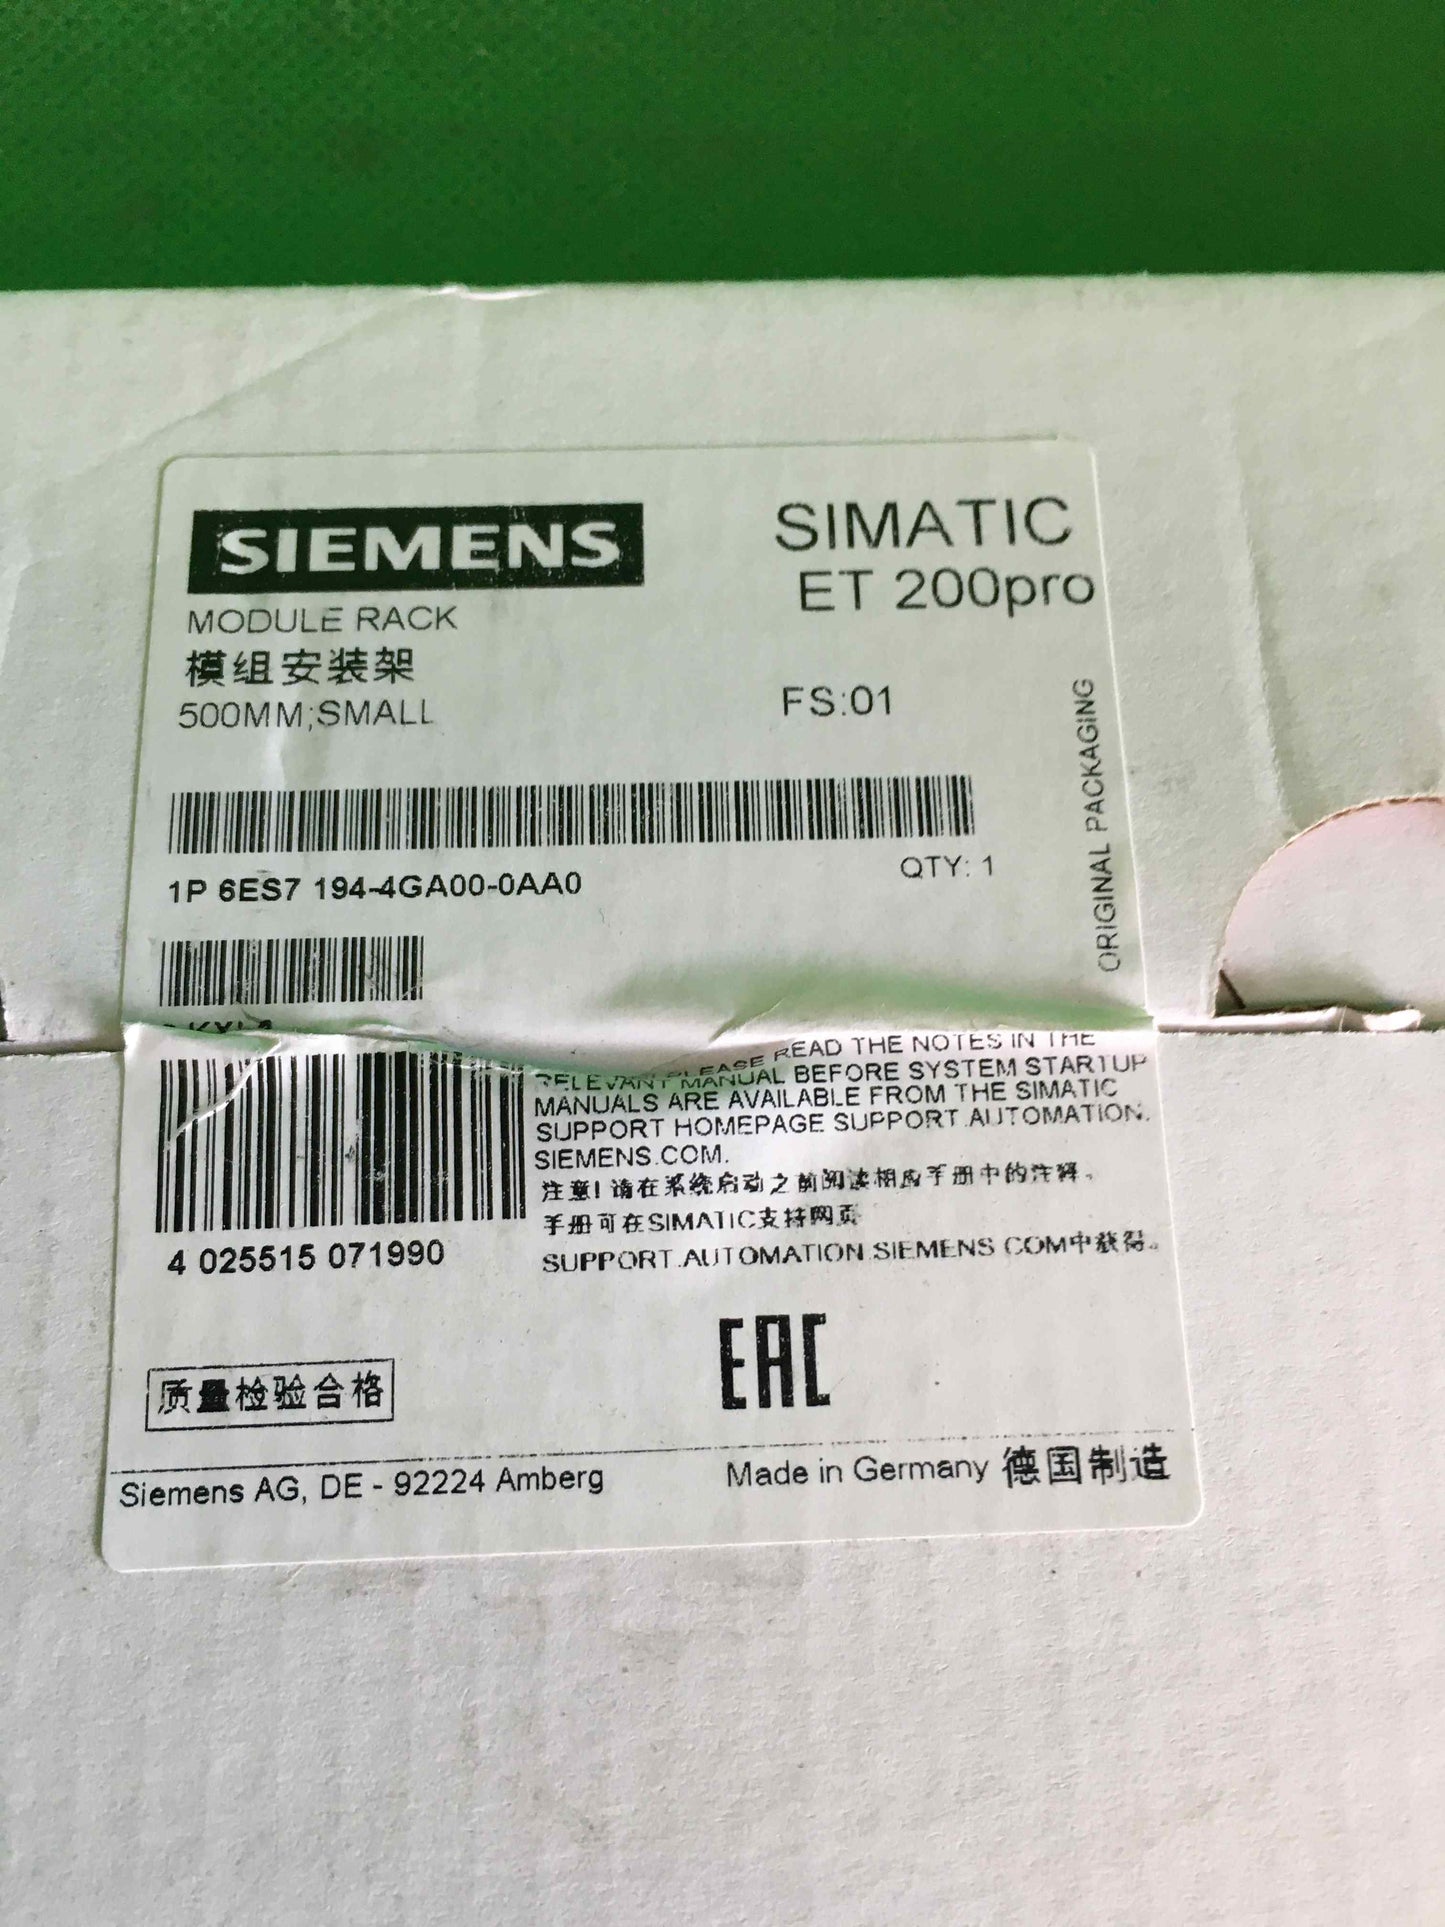 SIEMENS
SIMATIC
ET 200pro
MODULE RACK
模组安装架
500MM;SMALL
FS:01
ORIGINAL PACKAGING
1P 6ES7 194-4GA00-0AA0
QTY: 1
PLEASE READ THE NOTES IN THE
RELEVANT MANUAL BEFORE SYSTEM STARTUP
MANUALS ARE AVAILABLE FROM THE SIMATIC
SUPPORT HOMEPAGE SUPPORT.AUTOMATION.
SIEMENS.COM.
注意! 请在系统启动之前阅读相应手册中的注释。
手册可在SIMATIC支持网页
SUPPORT.AUTOMATION.SIEMENS.COM中获得。
4 025515 071990
EAC
质量检验合格
Siemens AG, DE - 92224 Amberg
Made in Germany 德国制造